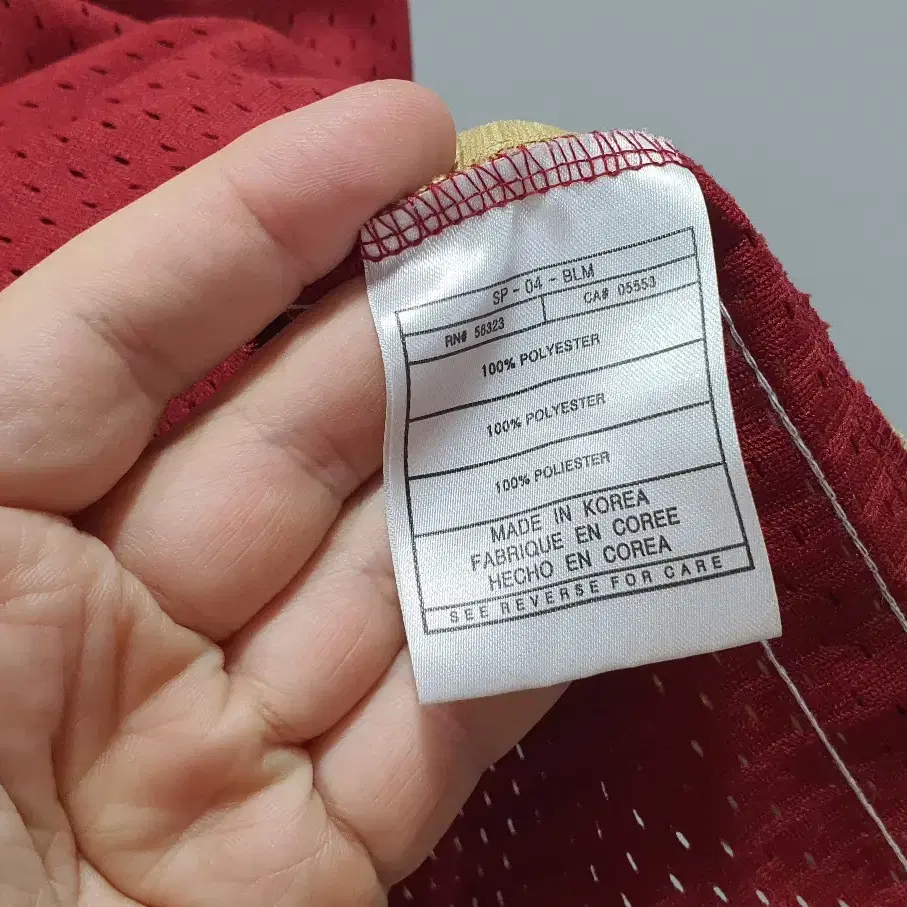 SP - 04 - BLM
RN# 56323 CA# 05553
100% POLYESTER
100% POLYESTER
100% POLIESTER
MADE IN KOREA
FABRIQUE EN COREE
HECHO EN COREA
SEE REVERSE FOR CARE